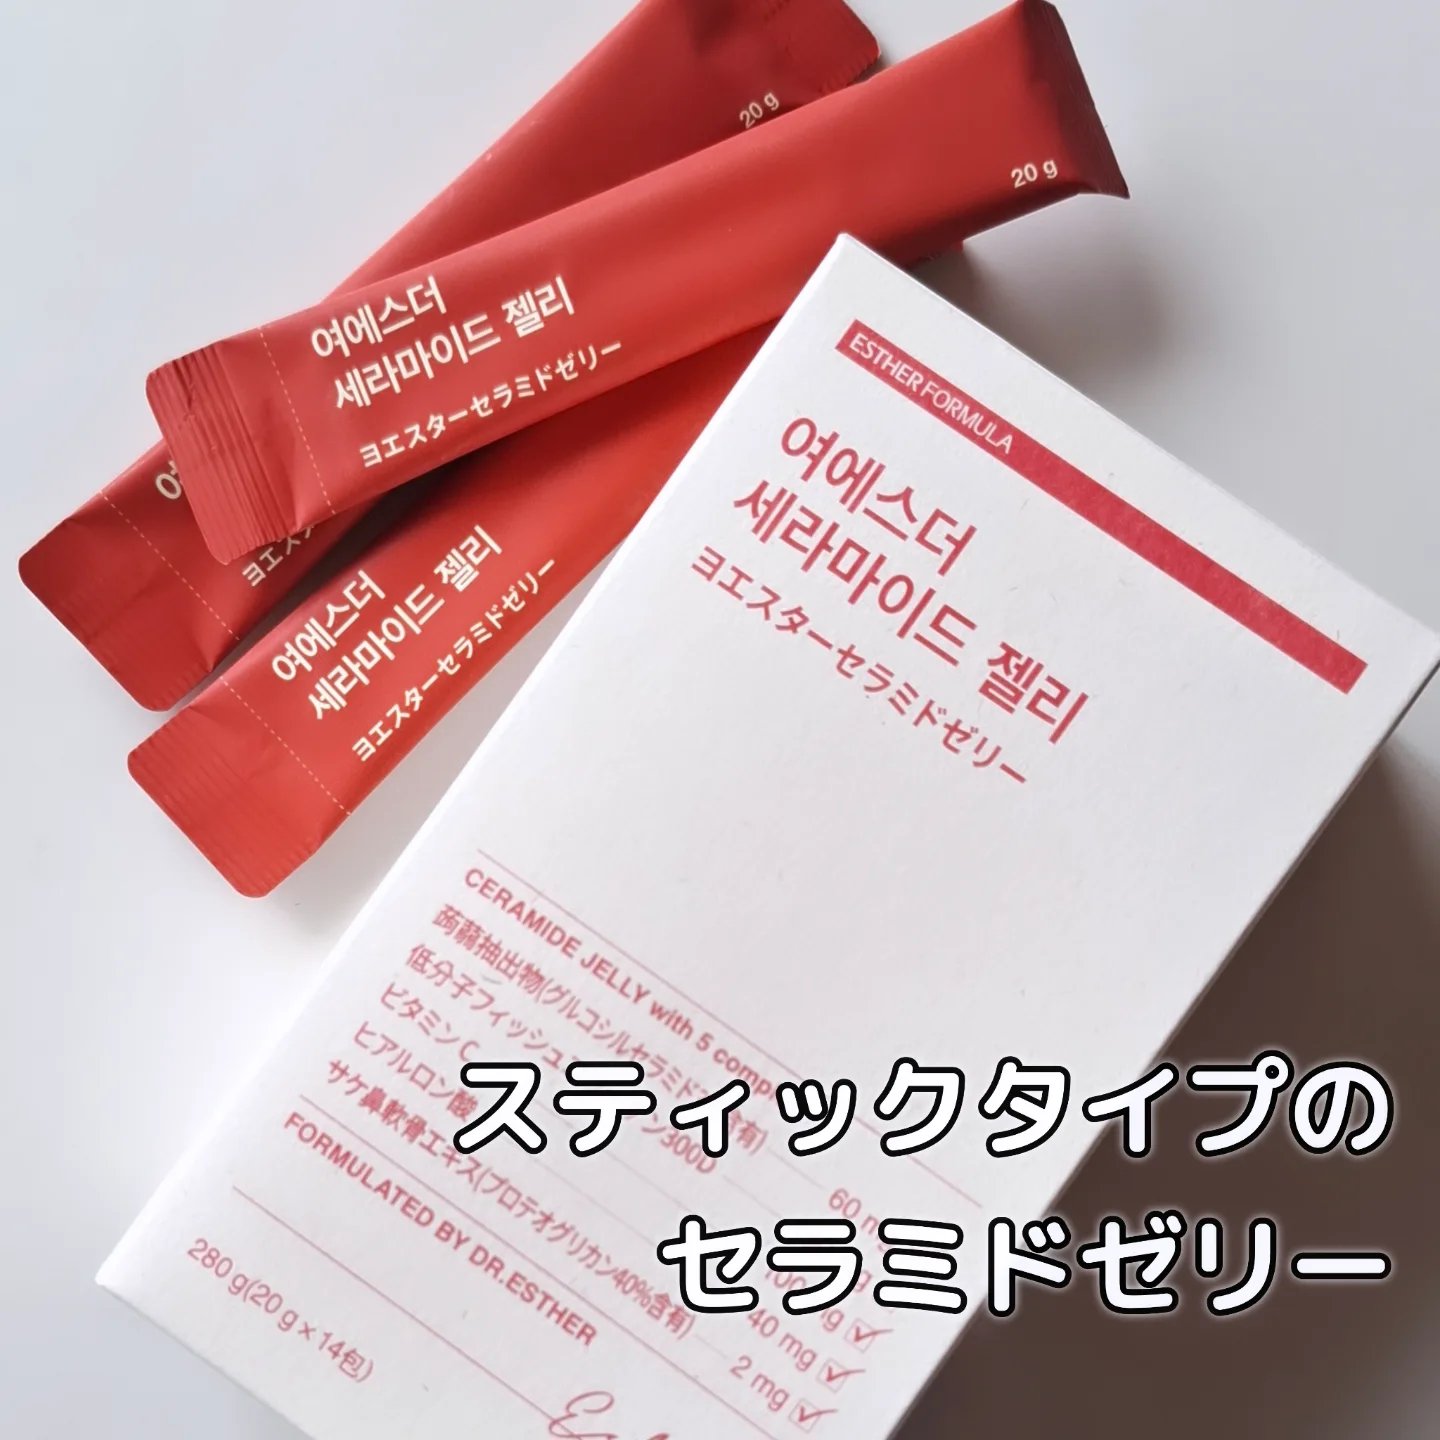 20 g
20 g
여에스더
세라마이드 젤리
ヨエスターセラミドゼリー
ヨエス
여에스더
세라마이드 젤리
ヨエスターセラミドゼリー
ESTHER FORMULA
여에스더
세라마이드 젤리
ヨエスターセラミドゼリー
CERAMIDE JELLY with 5
蒟蒻抽出物(グルコシルセラミド 含有) 60
低分子フィッシュ 300D
ビタミンC
ヒアルロン酸 40 mg
サケ鼻軟骨エキス(プロテオグリカン40%含有) 2 mg
FORMULATED BY DR.ESTHER
280 g(20 g x 14包)
スティックタイプの
セラミドゼリー